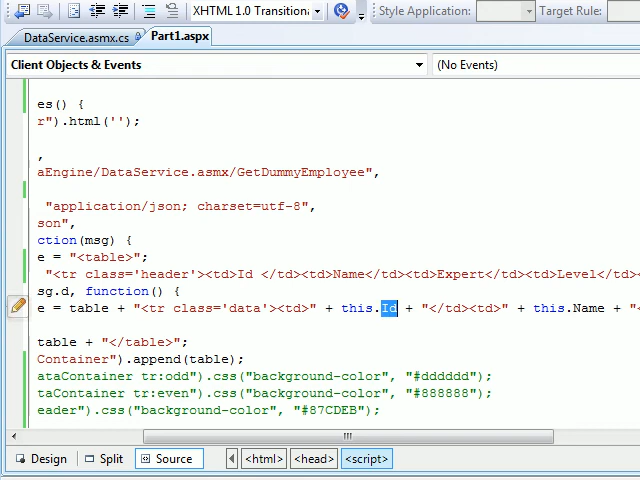 XHTML 1.0 Transitiona
Style Application:
Target Rule:
DataService.asmx.cs
Part1.aspx
Client Objects & Events
(No Events)
es() {
r").html('');
,
aEngine/DataService.asmx/GetDummyEmployee",
"application/json; charset=utf-8",
son",
ction(msg) {
e = "<table>";
"<tr class='header'><td>Id </td><td>Name</td><td>Expert</td><td>Level</td><
sg.d, function() {
e = table + "<tr class='data'><td>" + this.Id + "</td><td>" + this.Name + "<
table + "</table>";
Container").append(table);
ataContainer tr:odd").css("background-color", "#dddddd");
taContainer tr:even").css("background-color", "#888888");
eader").css("background-color", "#87CDEB");
Design
Split
Source
<html>
<head>
<script>